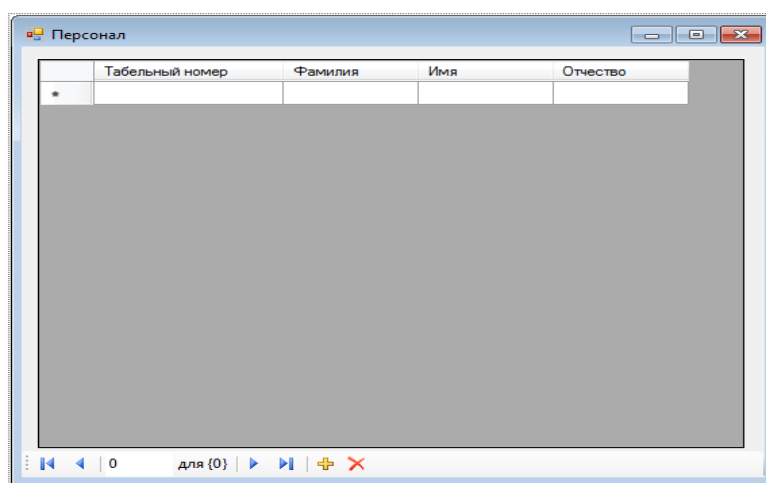 Персонал
Табельный номер Фамилия Имя Отчество
*
0 для {0}